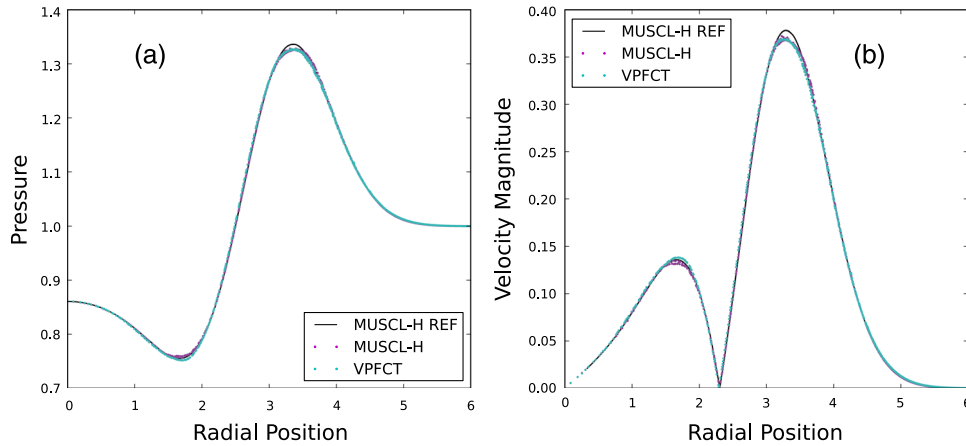 (a)
1.4
1.3
1.2
1.1
1.0
0.9
0.8
0.7
Pressure
MUSCL-H REF
MUSCL-H
VPFCT
0 1 2 3 4 5 6
Radial Position
(b)
MUSCL-H REF
MUSCL-H
VPFCT
0.40
0.35
0.30
0.25
0.20
0.15
0.10
0.05
0.00
Velocity Magnitude
0 1 2 3 4 5 6
Radial Position